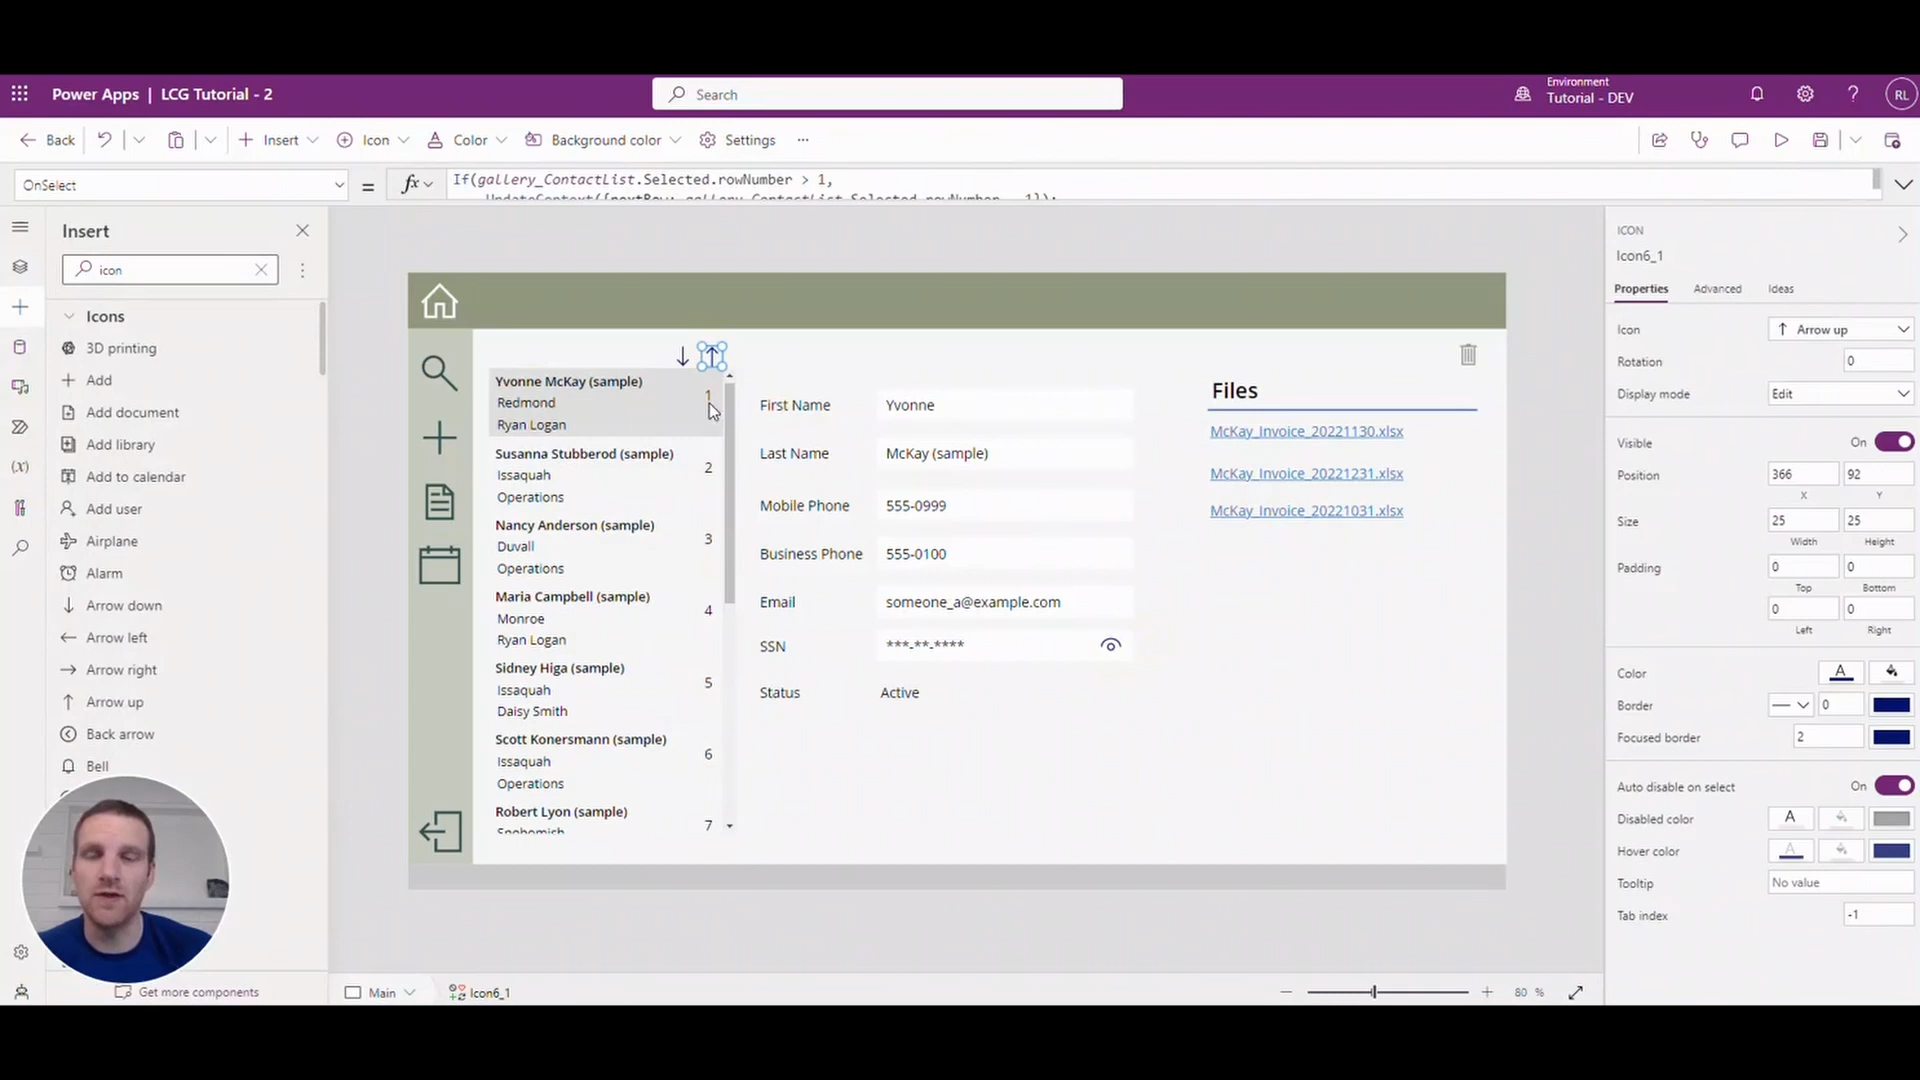 Power Apps | LCG Tutorial - 2
Search
Environment
Tutorial - DEV
RL
Back
Insert
Icon
Color
Background color
Settings
OnSelect
=
fx
If(gallery_ContactList.Selected.rowNumber > 1,
UpdateContext({nextRow: gallery_ContactList.Selected.rowNumber - 1});
Insert
icon
Icons
3D printing
Add
Add document
Add library
Add to calendar
Add user
Airplane
Alarm
Arrow down
Arrow left
Arrow right
Arrow up
Back arrow
Bell
Get more components
Yvonne McKay (sample)
Redmond
1
Ryan Logan
Susanna Stubberod (sample)
Issaquah
2
Operations
Nancy Anderson (sample)
Duvall
3
Operations
Maria Campbell (sample)
Monroe
4
Ryan Logan
Sidney Higa (sample)
Issaquah
5
Daisy Smith
Scott Konersmann (sample)
Issaquah
6
Operations
Robert Lyon (sample)
Snohomish
7
First Name
Yvonne
Last Name
McKay (sample)
Mobile Phone
555-0999
Business Phone
555-0100
Email
someone_a@example.com
SSN
***-**-****
Status
Active
Files
McKay_Invoice_20221130.xlsx
McKay_Invoice_20221231.xlsx
McKay_Invoice_20221031.xlsx
Main
Icon6_1
80 %
ICON
Icon6_1
Properties
Advanced
Ideas
Icon
Arrow up
Rotation
0
Display mode
Edit
Visible
On
Position
366
92
X
Y
Size
25
25
Width
Height
Padding
0
0
Top
Bottom
0
0
Left
Right
Color
A
Border
0
Focused border
2
Auto disable on select
On
Disabled color
A
Hover color
A
Tooltip
No value
Tab index
-1